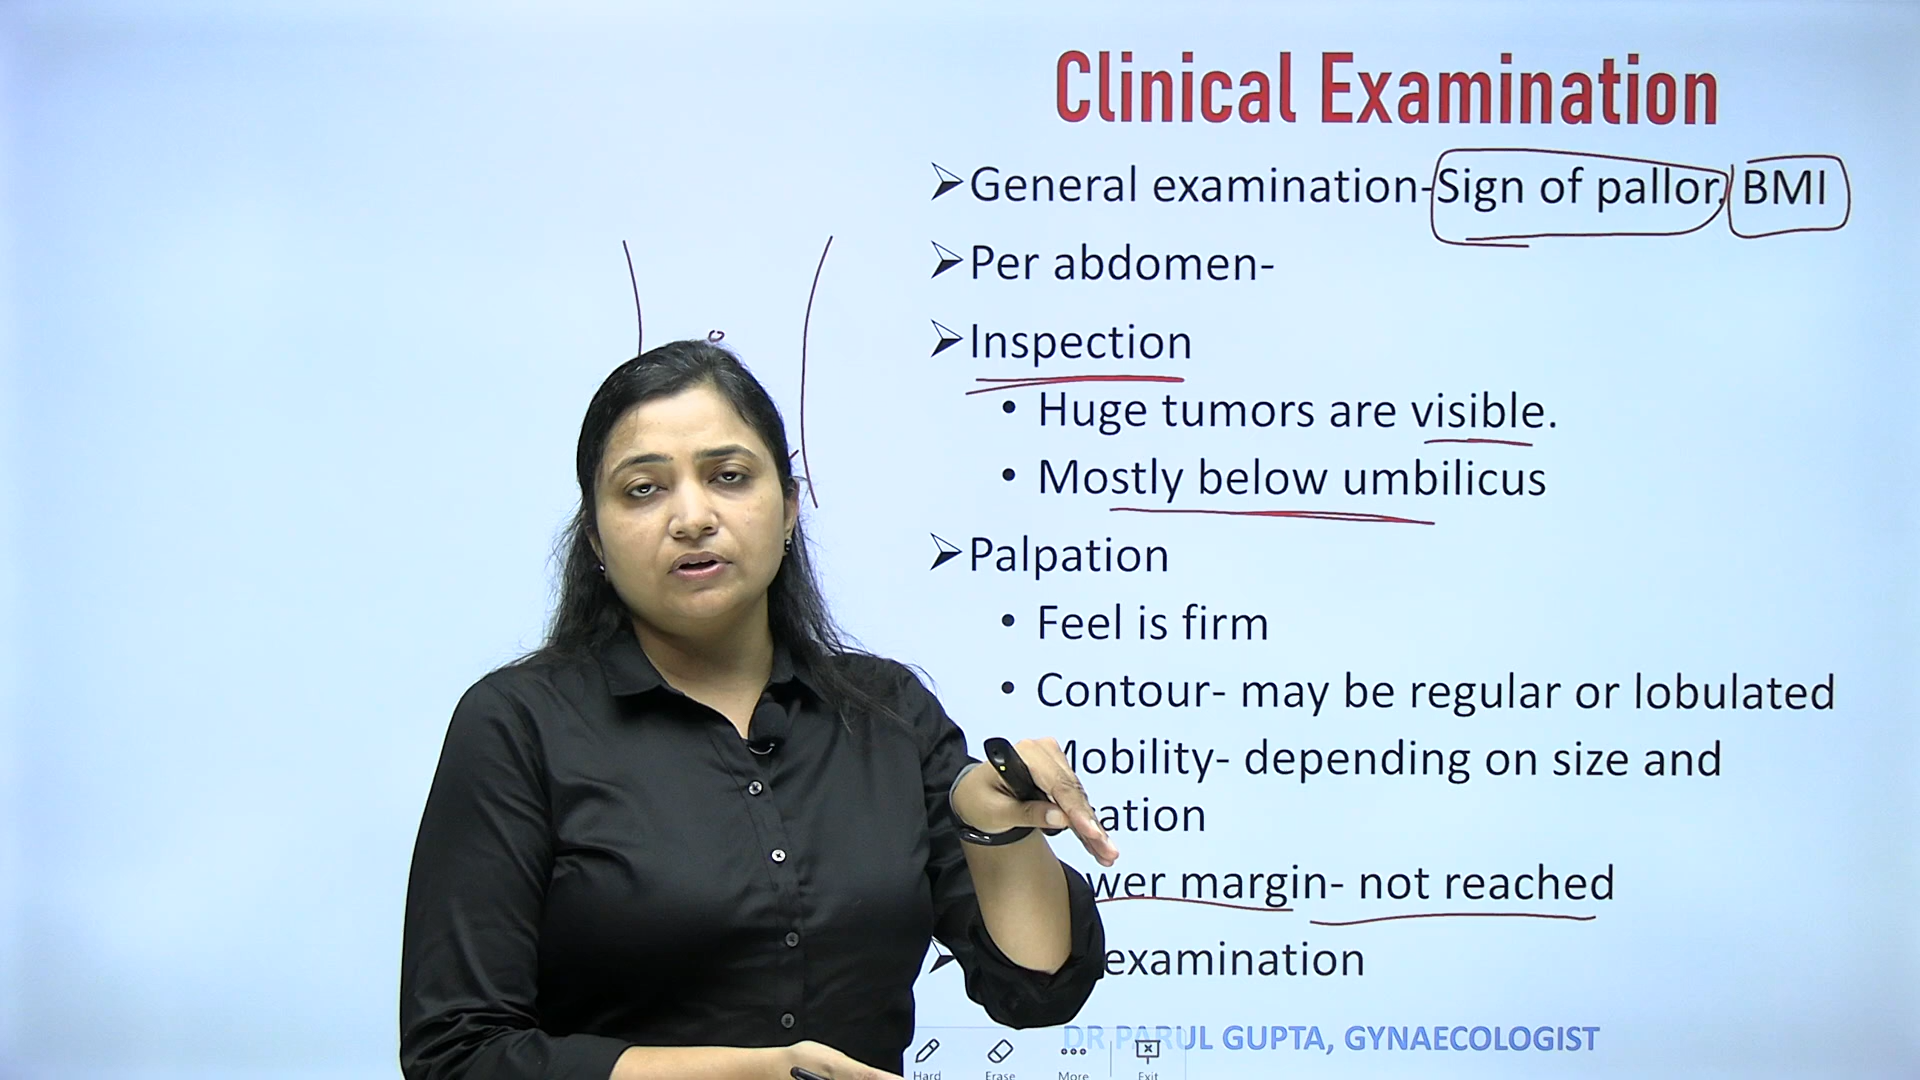 Clinical Examination
➢General examination-Sign of pallor, BMI
➢Per abdomen-
➢Inspection
• Huge tumors are visible.
• Mostly below umbilicus
➢Palpation
• Feel is firm
• Contour- may be regular or lobulated
Mobility- depending on size and
ation
wer margin- not reached
➢ examination
DR PARUL GUPTA, GYNAECOLOGIST
Hard Erase More Exit